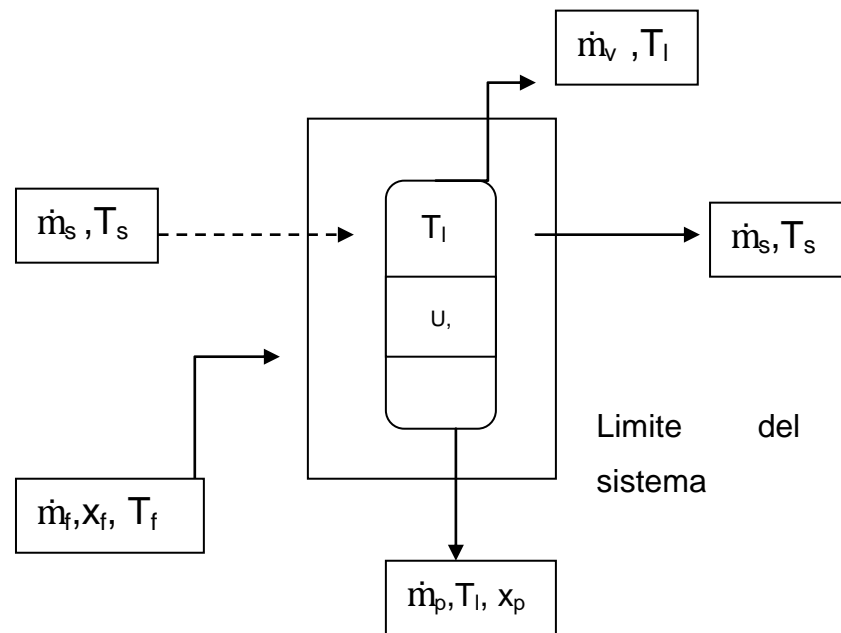 ṁᵥ ,Tₗ
ṁₛ ,Tₛ
Tₗ
ṁₛ,Tₛ
U,
Limite del
sistema
ṁf,xf, Tf
ṁₚ,Tₗ, xₚ